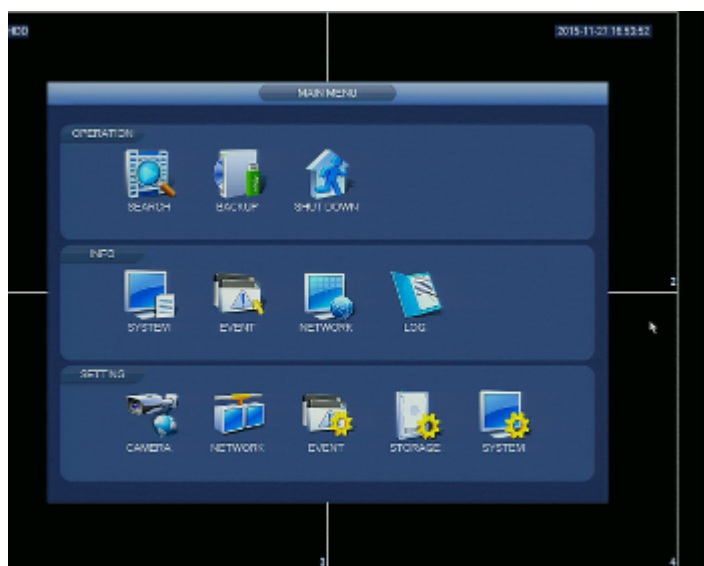 HDD
2015-11-27 16:53:52
MAIN MENU
OPERATION
SEARCH BACKUP SHUTDOWN
INFO
SYSTEM EVENT NETWORK LOG
2
SETTING
CAMERA NETWORK EVENT STORAGE SYSTEM
3 4